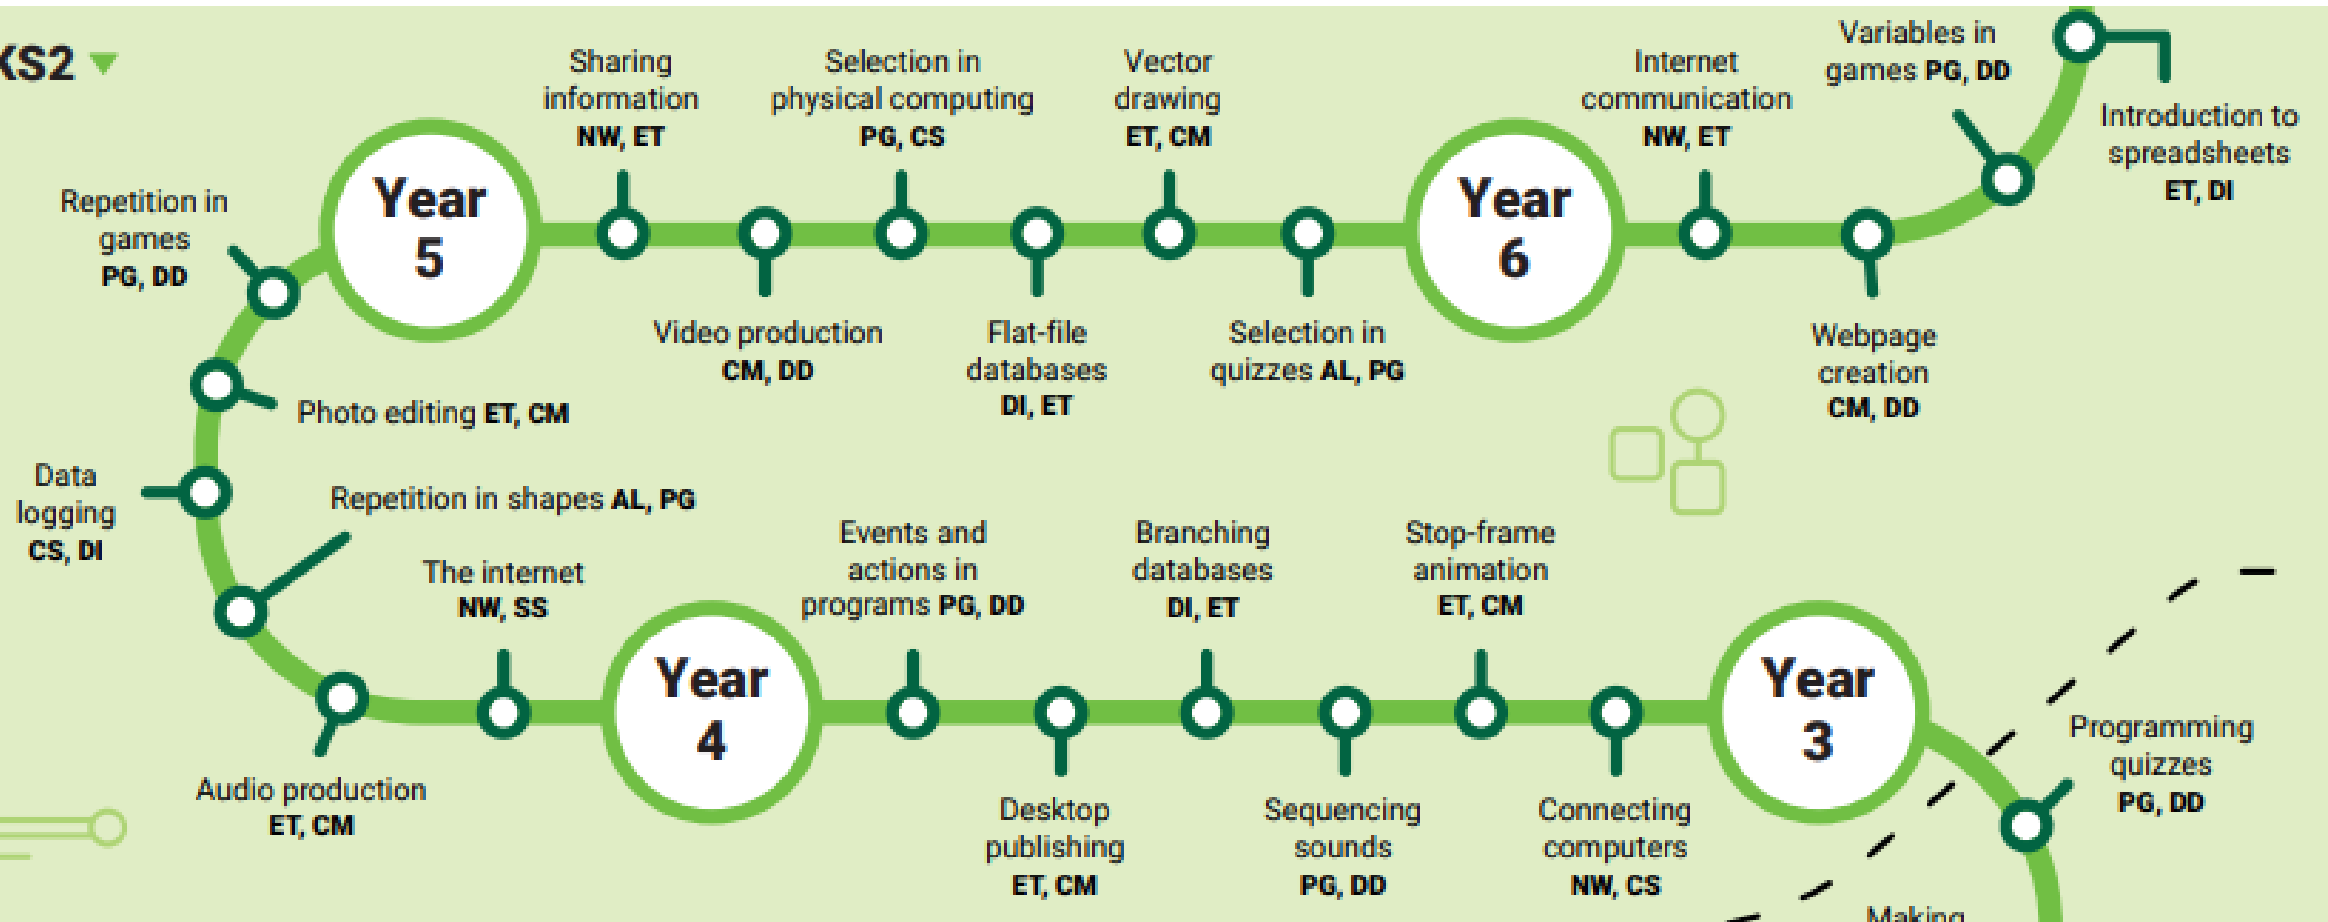 KS2
Sharing
information
NW, ET
Selection in
physical computing
PG, CS
Vector
drawing
ET, CM
Internet
communication
NW, ET
Variables in
games PG, DD
Introduction to
spreadsheets
ET, DI
Repetition in
games
PG, DD
Year
5
Year
6
Video production
CM, DD
Flat-file
databases
DI, ET
Selection in
quizzes AL, PG
Webpage
creation
CM, DD
Photo editing ET, CM
Data
logging
CS, DI
Repetition in shapes AL, PG
The internet
NW, SS
Events and
actions in
programs PG, DD
Branching
databases
DI, ET
Stop-frame
animation
ET, CM
Year
4
Year
3
Programming
quizzes
PG, DD
Audio production
ET, CM
Desktop
publishing
ET, CM
Sequencing
sounds
PG, DD
Connecting
computers
NW, CS
Making